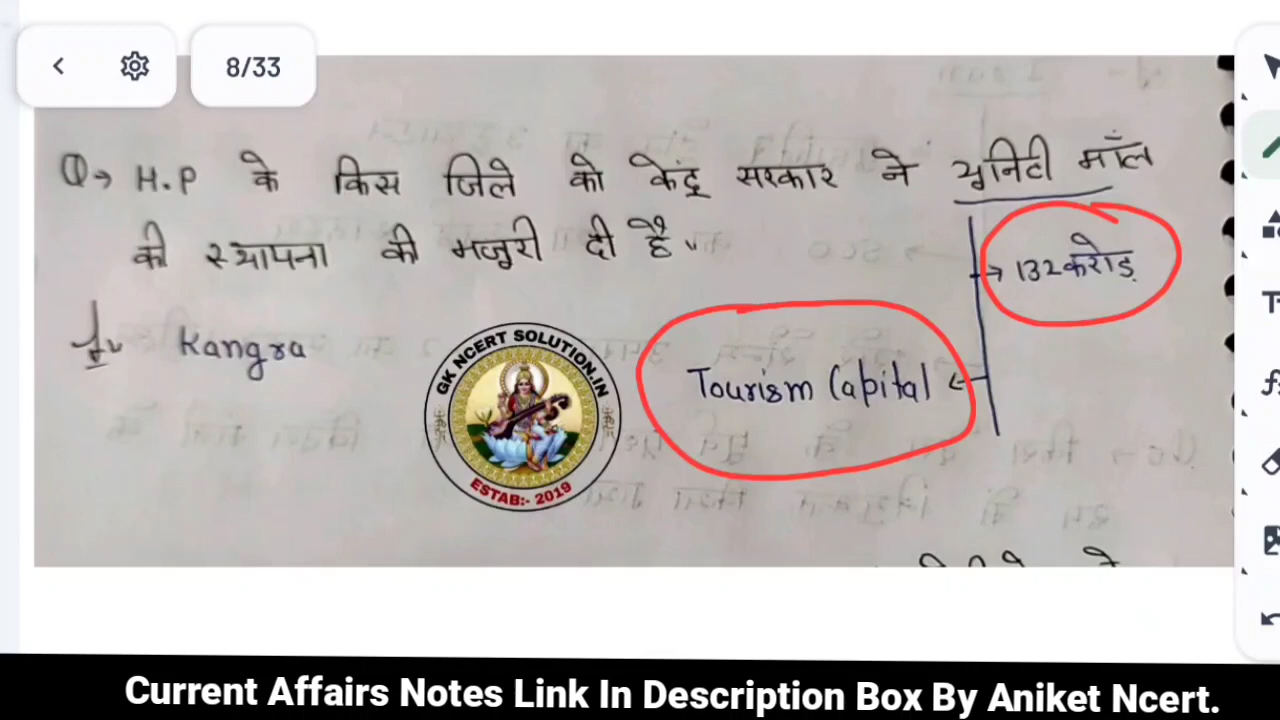 8/33
Q→ H.P के किस जिले को केंद्र सरकार ने युनिटी मॉल
की स्थापना की मजुरी दी है
→ 132 करोड़
Kangra
Tourism Capital ←
GK NCERT SOLUTION.IN
ESTAB:- 2019
Current Affairs Notes Link In Description Box By Aniket Ncert.